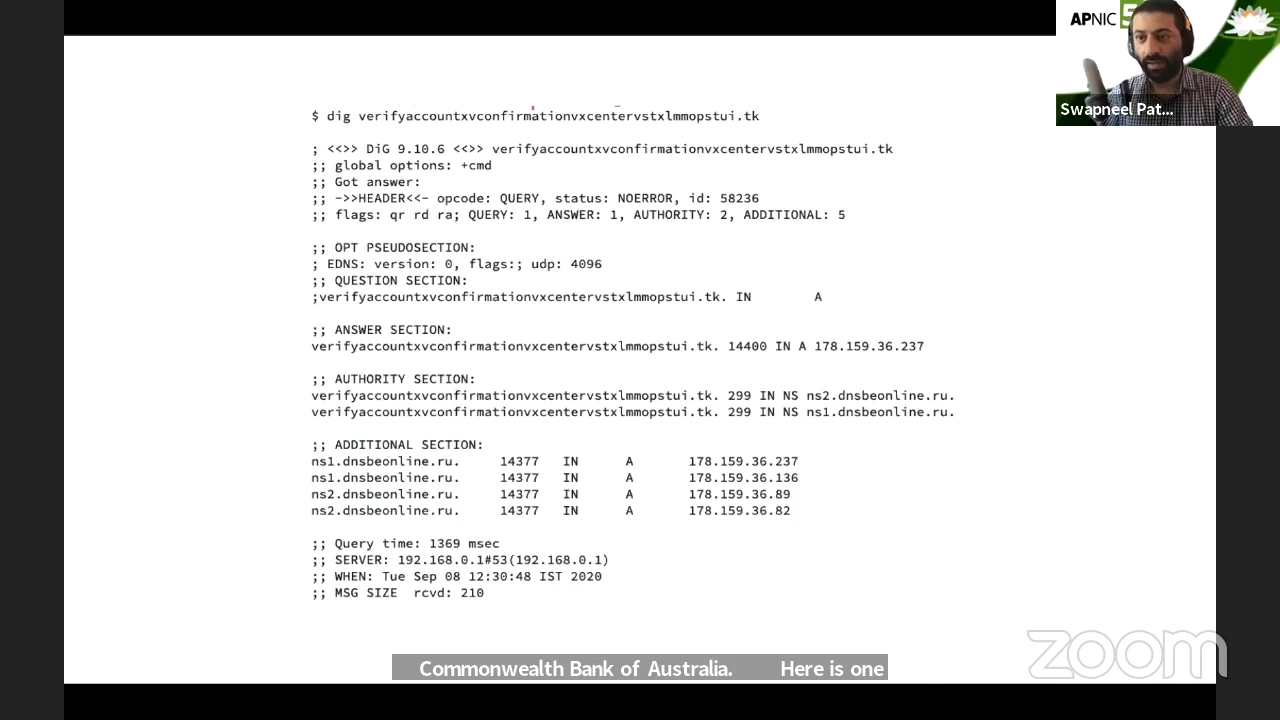 APNIC 5
Swapneel Pat...
$ dig verifyaccountxvconfirmationvxcentervstxlmmopstui.tk
; <<>> DiG 9.10.6 <<>> verifyaccountxvconfirmationvxcentervstxlmmopstui.tk
;; global options: +cmd
;; Got answer:
;; ->>HEADER<<- opcode: QUERY, status: NOERROR, id: 58236
;; flags: qr rd ra; QUERY: 1, ANSWER: 1, AUTHORITY: 2, ADDITIONAL: 5
;; OPT PSEUDOSECTION:
; EDNS: version: 0, flags:; udp: 4096
;; QUESTION SECTION:
;verifyaccountxvconfirmationvxcentervstxlmmopstui.tk. IN A
;; ANSWER SECTION:
verifyaccountxvconfirmationvxcentervstxlmmopstui.tk. 14400 IN A 178.159.36.237
;; AUTHORITY SECTION:
verifyaccountxvconfirmationvxcentervstxlmmopstui.tk. 299 IN NS ns2.dnsbeonline.ru.
verifyaccountxvconfirmationvxcentervstxlmmopstui.tk. 299 IN NS ns1.dnsbeonline.ru.
;; ADDITIONAL SECTION:
ns1.dnsbeonline.ru. 14377 IN A 178.159.36.237
ns1.dnsbeonline.ru. 14377 IN A 178.159.36.136
ns2.dnsbeonline.ru. 14377 IN A 178.159.36.89
ns2.dnsbeonline.ru. 14377 IN A 178.159.36.82
;; Query time: 1369 msec
;; SERVER: 192.168.0.1#53(192.168.0.1)
;; WHEN: Tue Sep 08 12:30:48 IST 2020
;; MSG SIZE rcvd: 210
zoom
Commonwealth Bank of Australia. Here is one